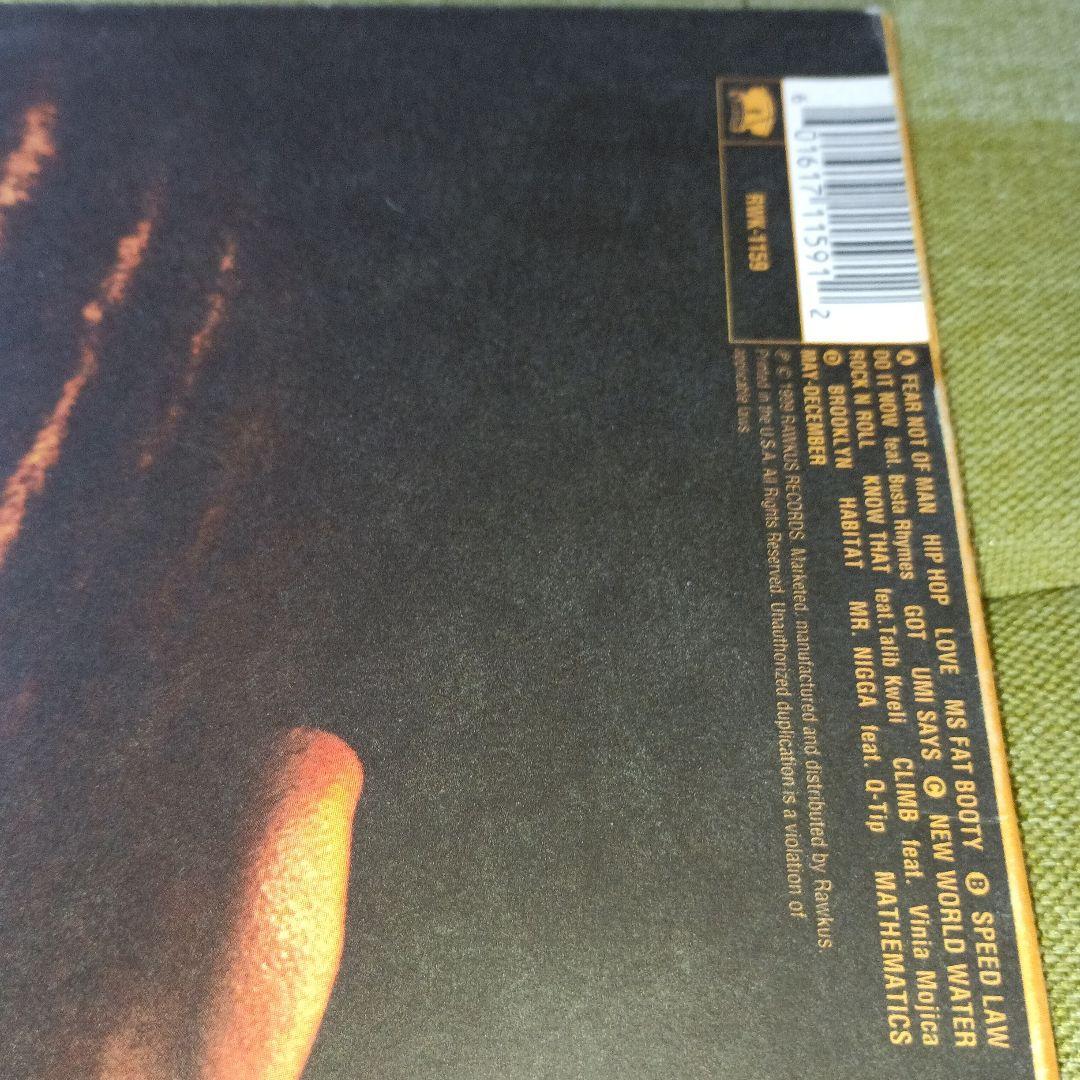 6 01617 11591 2
RWK-1159
Ⓐ FEAR NOT OF MAN HIP HOP LOVE MS FAT BOOTY Ⓑ SPEED LAW
DO IT NOW feat. Busta Rhymes GOT UMI SAYS Ⓒ NEW WORLD WATER
ROCK N ROLL KNOW THAT feat.Talib Kweli CLIMB feat. Vinia Mojica
Ⓓ BROOKLYN HABITAT MR. NIGGA feat. Q-Tip MATHEMATICS
MAY-DECEMBER
℗ © 1999 RAWKUS RECORDS. Marketed, manufactured and distributed by Rawkus.
Printed in the U.S.A. All Rights Reserved. Unauthorized duplication is a violation of
applicable laws.